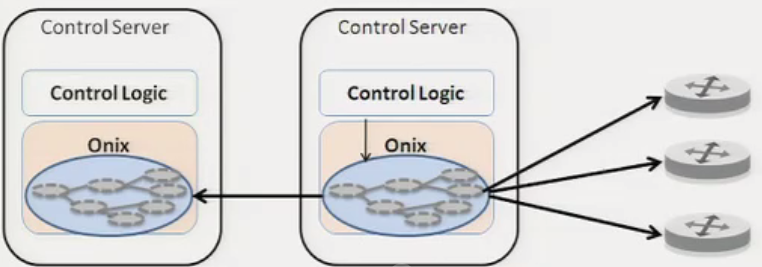 Control Server
Control Server
Control Logic
Control Logic
Onix
Onix